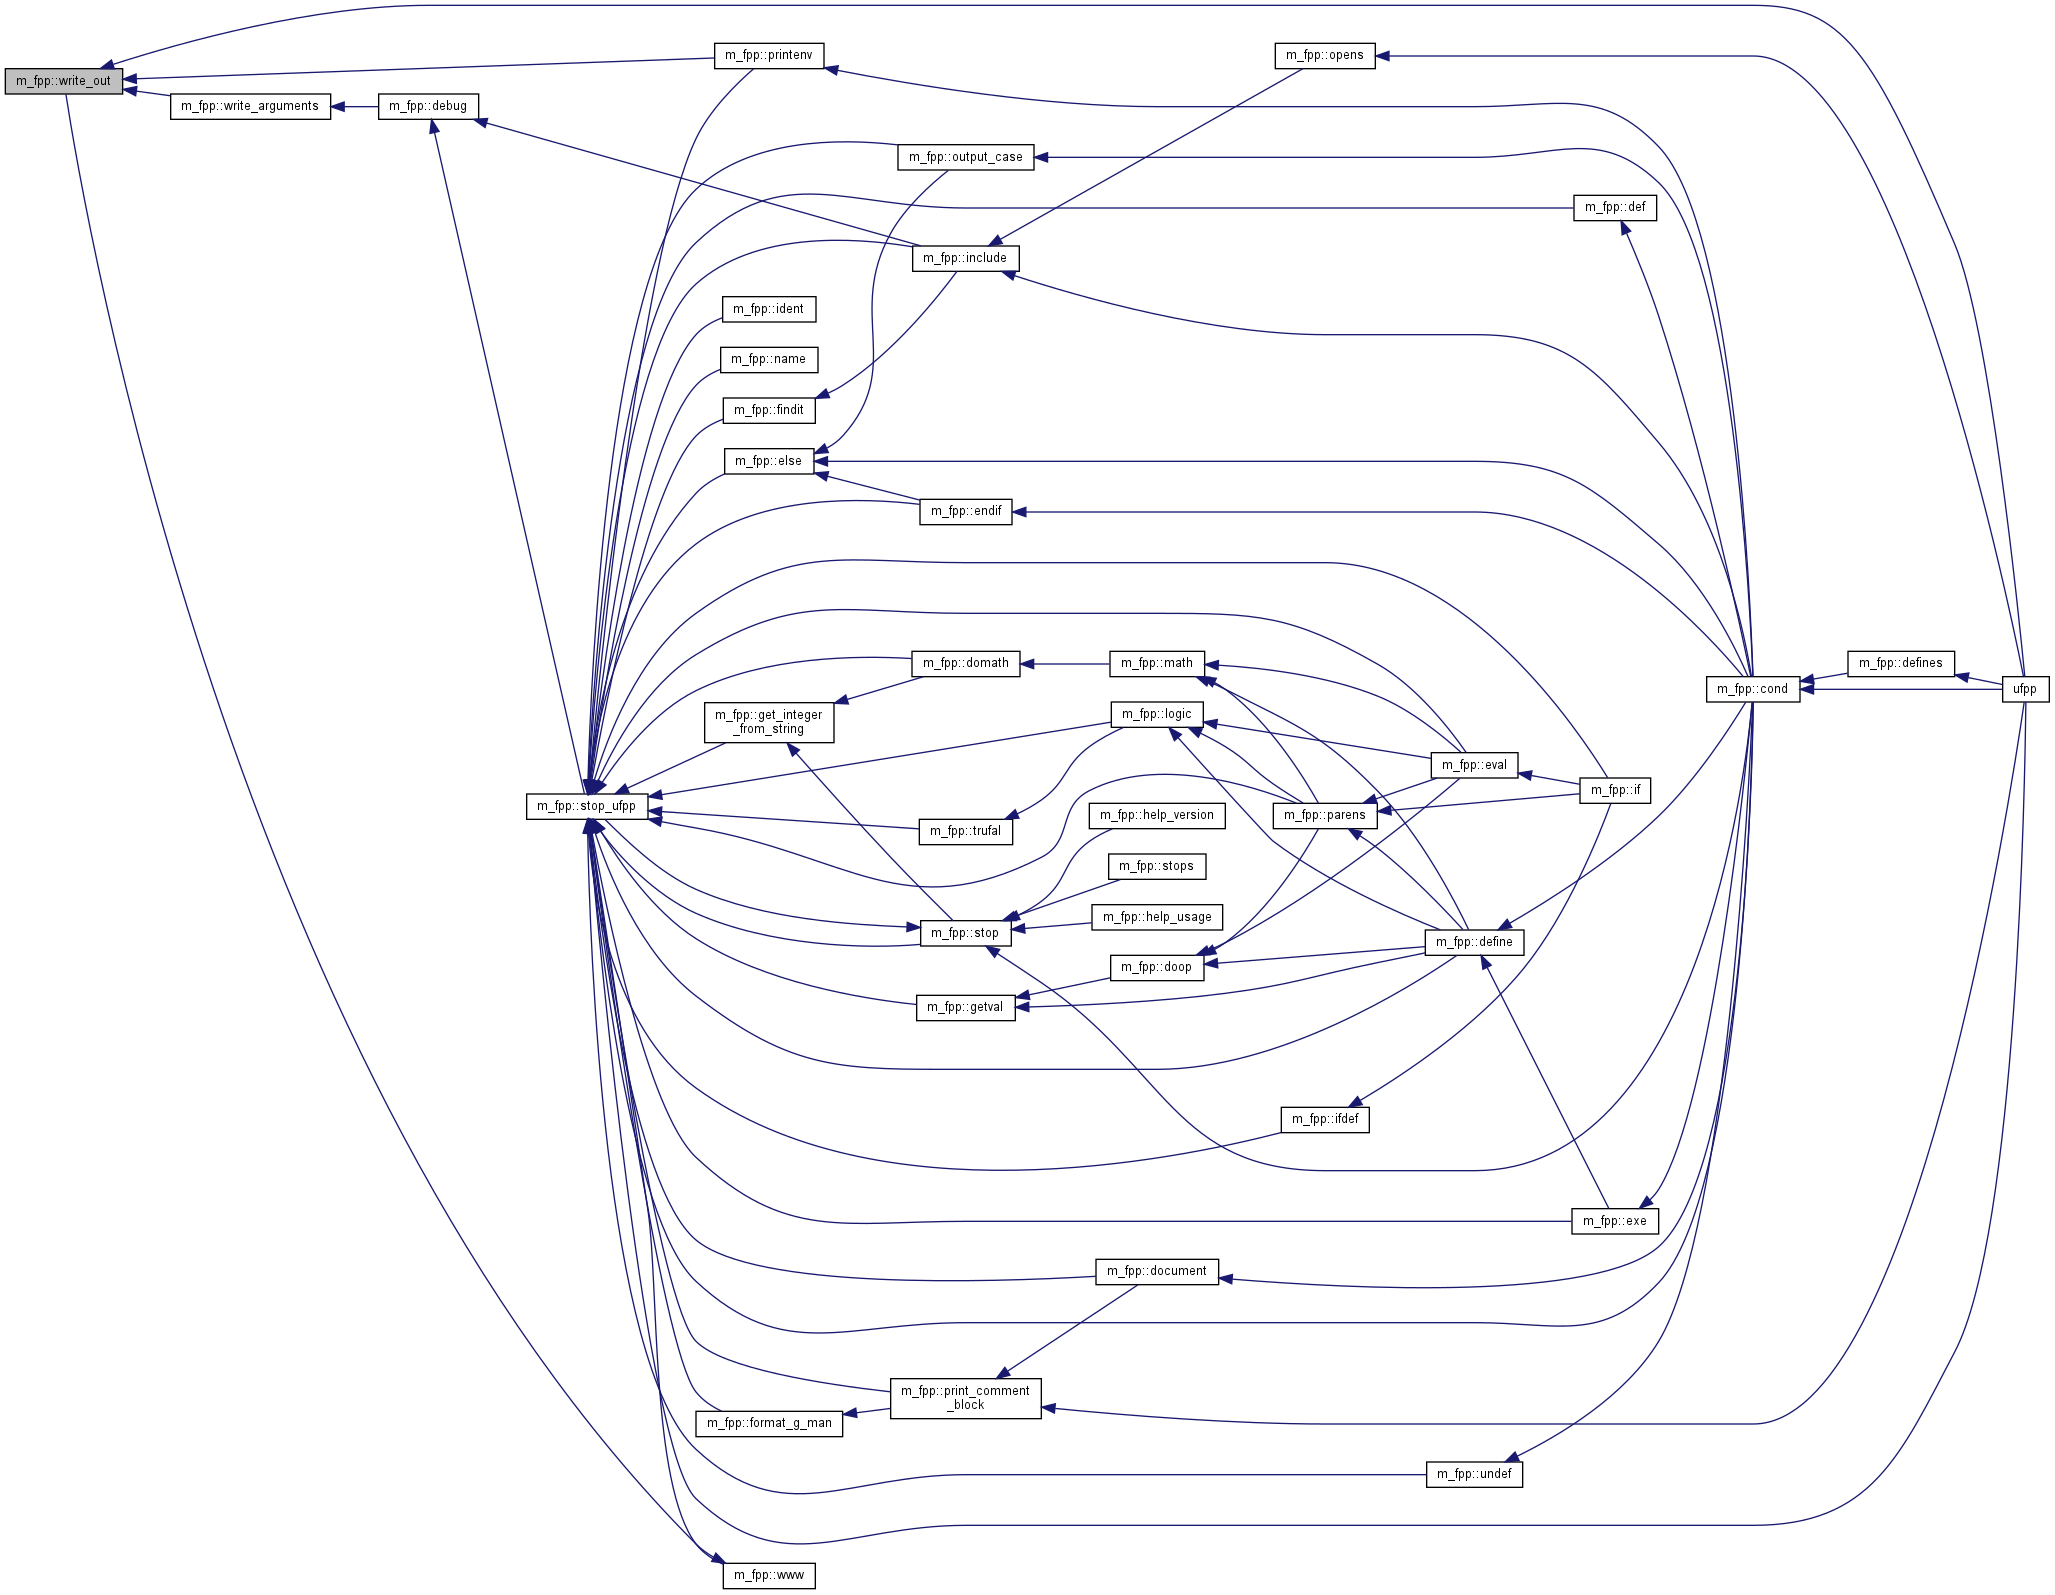 m_fpp::write_out
m_fpp::printenv
m_fpp::opens
m_fpp::write_arguments
m_fpp::debug
m_fpp::output_case
m_fpp::def
m_fpp::include
m_fpp::ident
m_fpp::name
m_fpp::findit
m_fpp::else
m_fpp::endif
m_fpp::domath
m_fpp::math
m_fpp::defines
m_fpp::cond
ufpp
m_fpp::get_integer
_from_string
m_fpp::logic
m_fpp::eval
m_fpp::if
m_fpp::stop_ufpp
m_fpp::help_version
m_fpp::parens
m_fpp::trufal
m_fpp::stops
m_fpp::help_usage
m_fpp::stop
m_fpp::define
m_fpp::doop
m_fpp::getval
m_fpp::ifdef
m_fpp::exe
m_fpp::document
m_fpp::print_comment
_block
m_fpp::format_g_man
m_fpp::undef
m_fpp::www